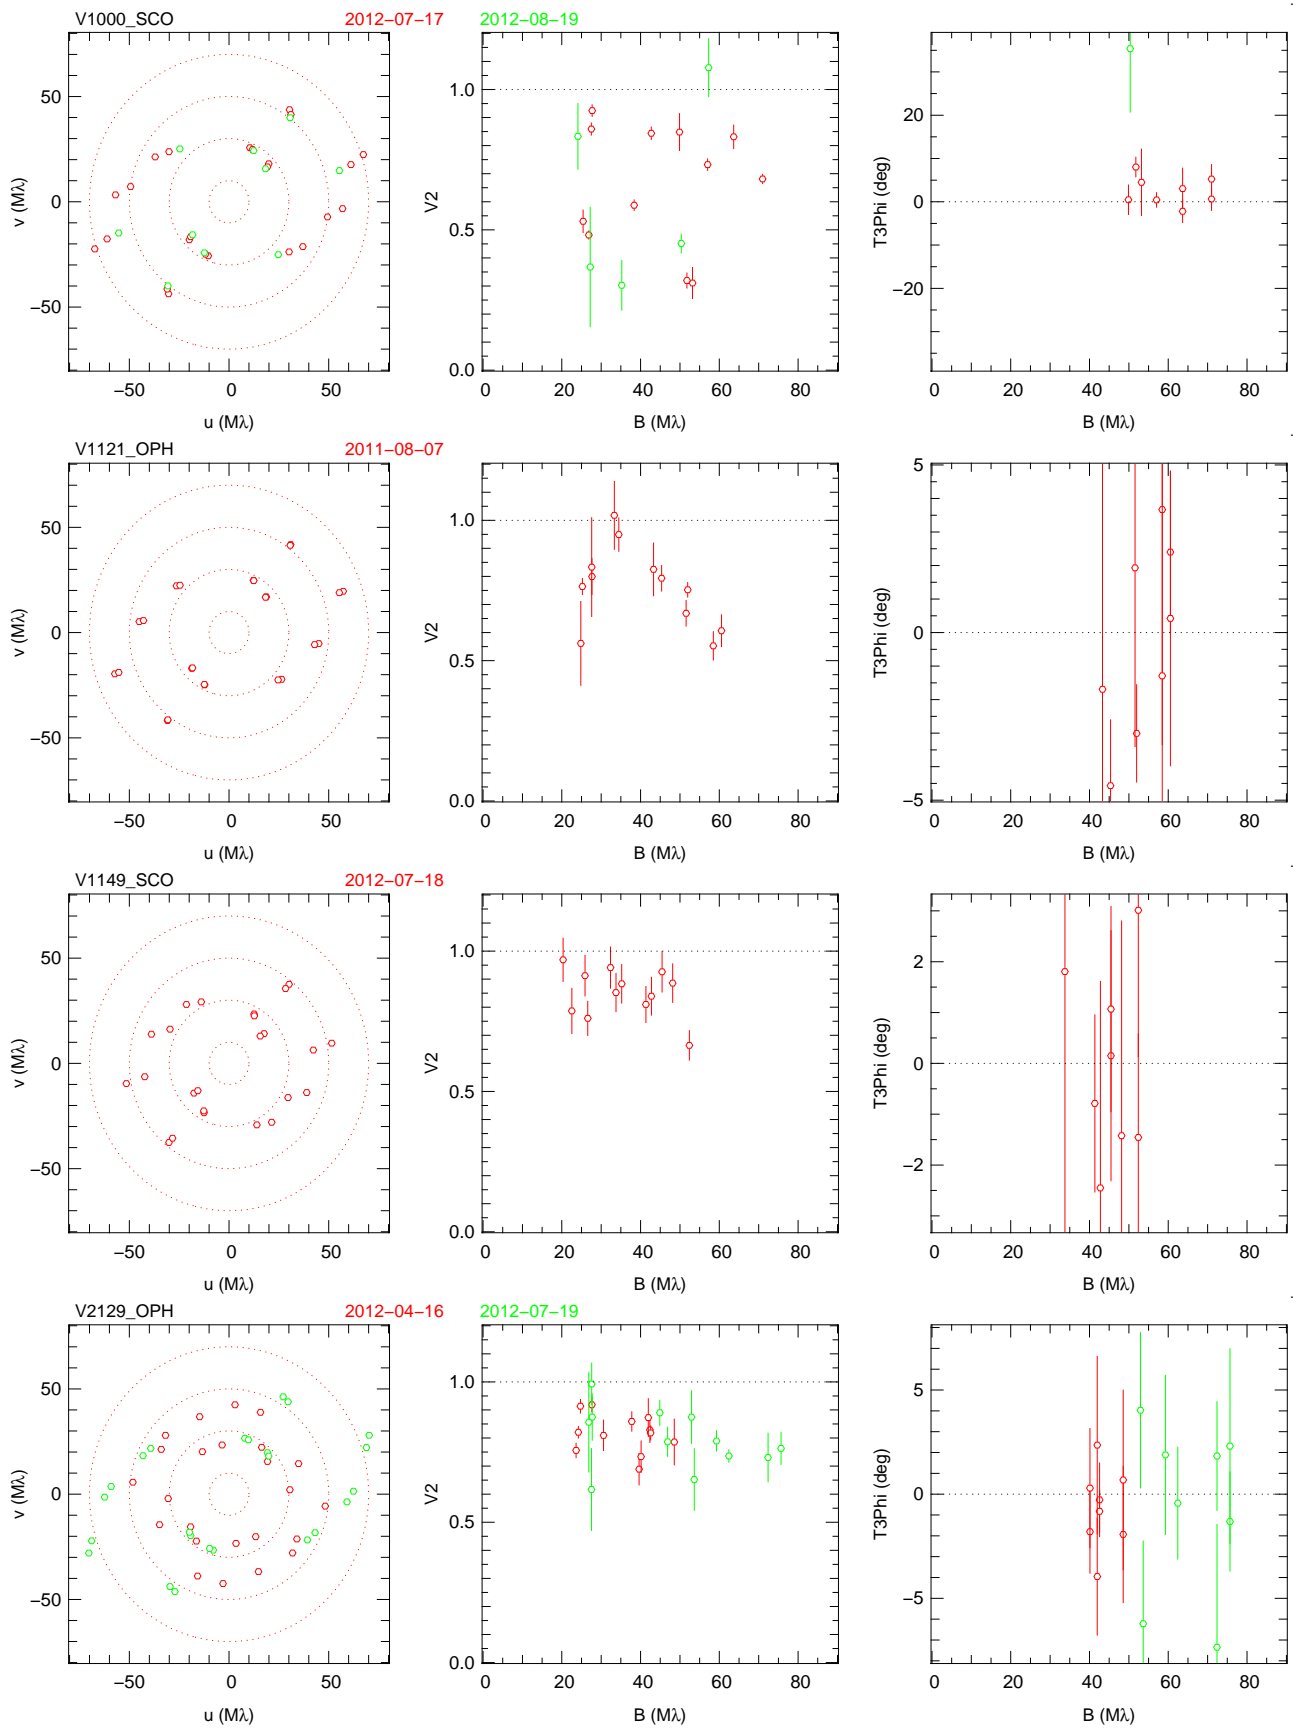 V1000_SCO 2012−07−17 2012−08−19
50
0
−50
v (Mλ)
−50 0 50
u (Mλ)
1.0
0.5
0.0
V2
0 20 40 60 80
B (Mλ)
20
0
−20
T3Phi (deg)
0 20 40 60 80
B (Mλ)
V1121_OPH 2011−08−07
50
0
−50
v (Mλ)
−50 0 50
u (Mλ)
1.0
0.5
0.0
V2
0 20 40 60 80
B (Mλ)
5
0
−5
T3Phi (deg)
0 20 40 60 80
B (Mλ)
V1149_SCO 2012−07−18
50
0
−50
v (Mλ)
−50 0 50
u (Mλ)
1.0
0.5
0.0
V2
0 20 40 60 80
B (Mλ)
2
0
−2
T3Phi (deg)
0 20 40 60 80
B (Mλ)
V2129_OPH 2012−04−16 2012−07−19
50
0
−50
v (Mλ)
−50 0 50
u (Mλ)
1.0
0.5
0.0
V2
0 20 40 60 80
B (Mλ)
5
0
−5
T3Phi (deg)
0 20 40 60 80
B (Mλ)